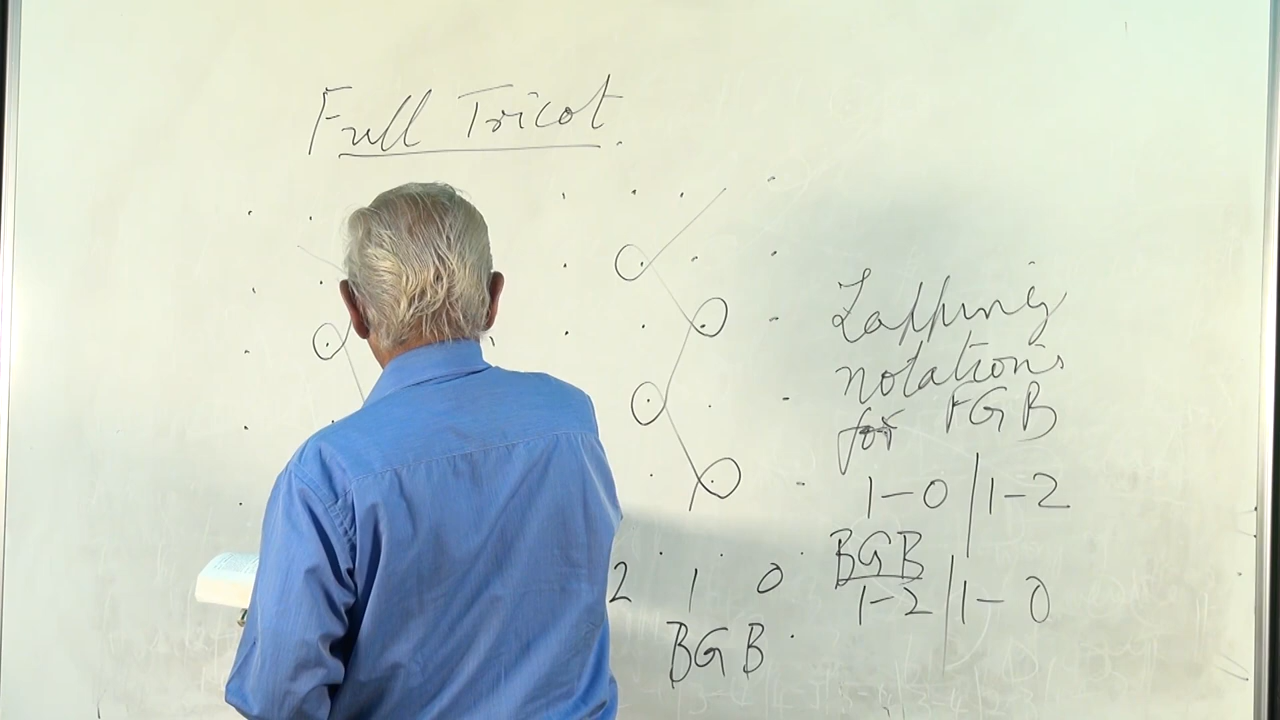 Full Tricot.
Lapping
notations
for FGB
1-0 | 1-2
BGB
1-2 | 1-0
2 1 0
BGB